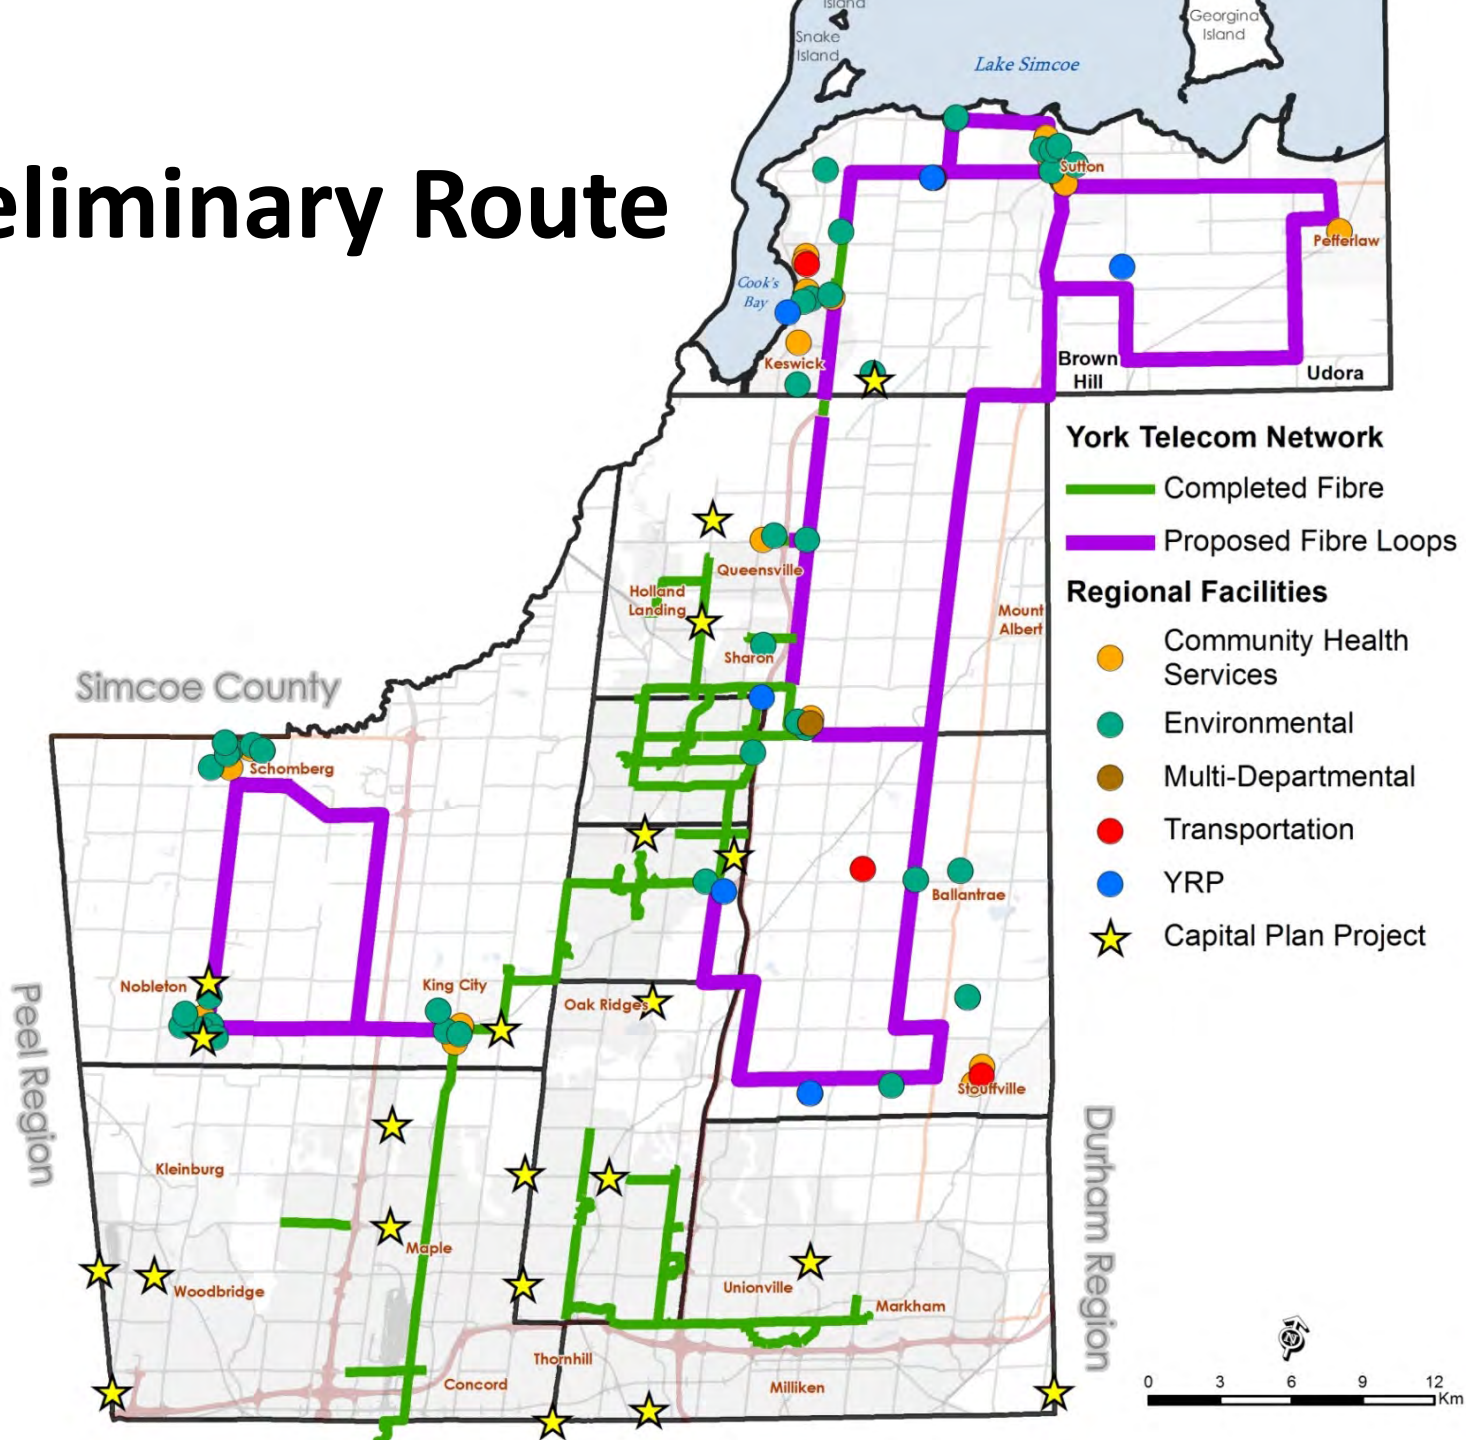 eliminary Route
Island
Snake
Island
Georgina
Island
Lake Simcoe
Sutton
Pefferlaw
Cook's
Bay
Keswick
Brown
Hill
Udora
York Telecom Network
Completed Fibre
Proposed Fibre Loops
Regional Facilities
Community Health
Services
Environmental
Multi-Departmental
Transportation
YRP
Capital Plan Project
Queensville
Holland
Landing
Mount
Albert
Sharon
Simcoe County
Schomberg
Ballantrae
Nobleton
King City
Oak Ridges
Peel Region
Stouffville
Durham Region
Kleinburg
Maple
Woodbridge
Unionville
Markham
Thornhill
Concord
Milliken
N
0 3 6 9 12
Km